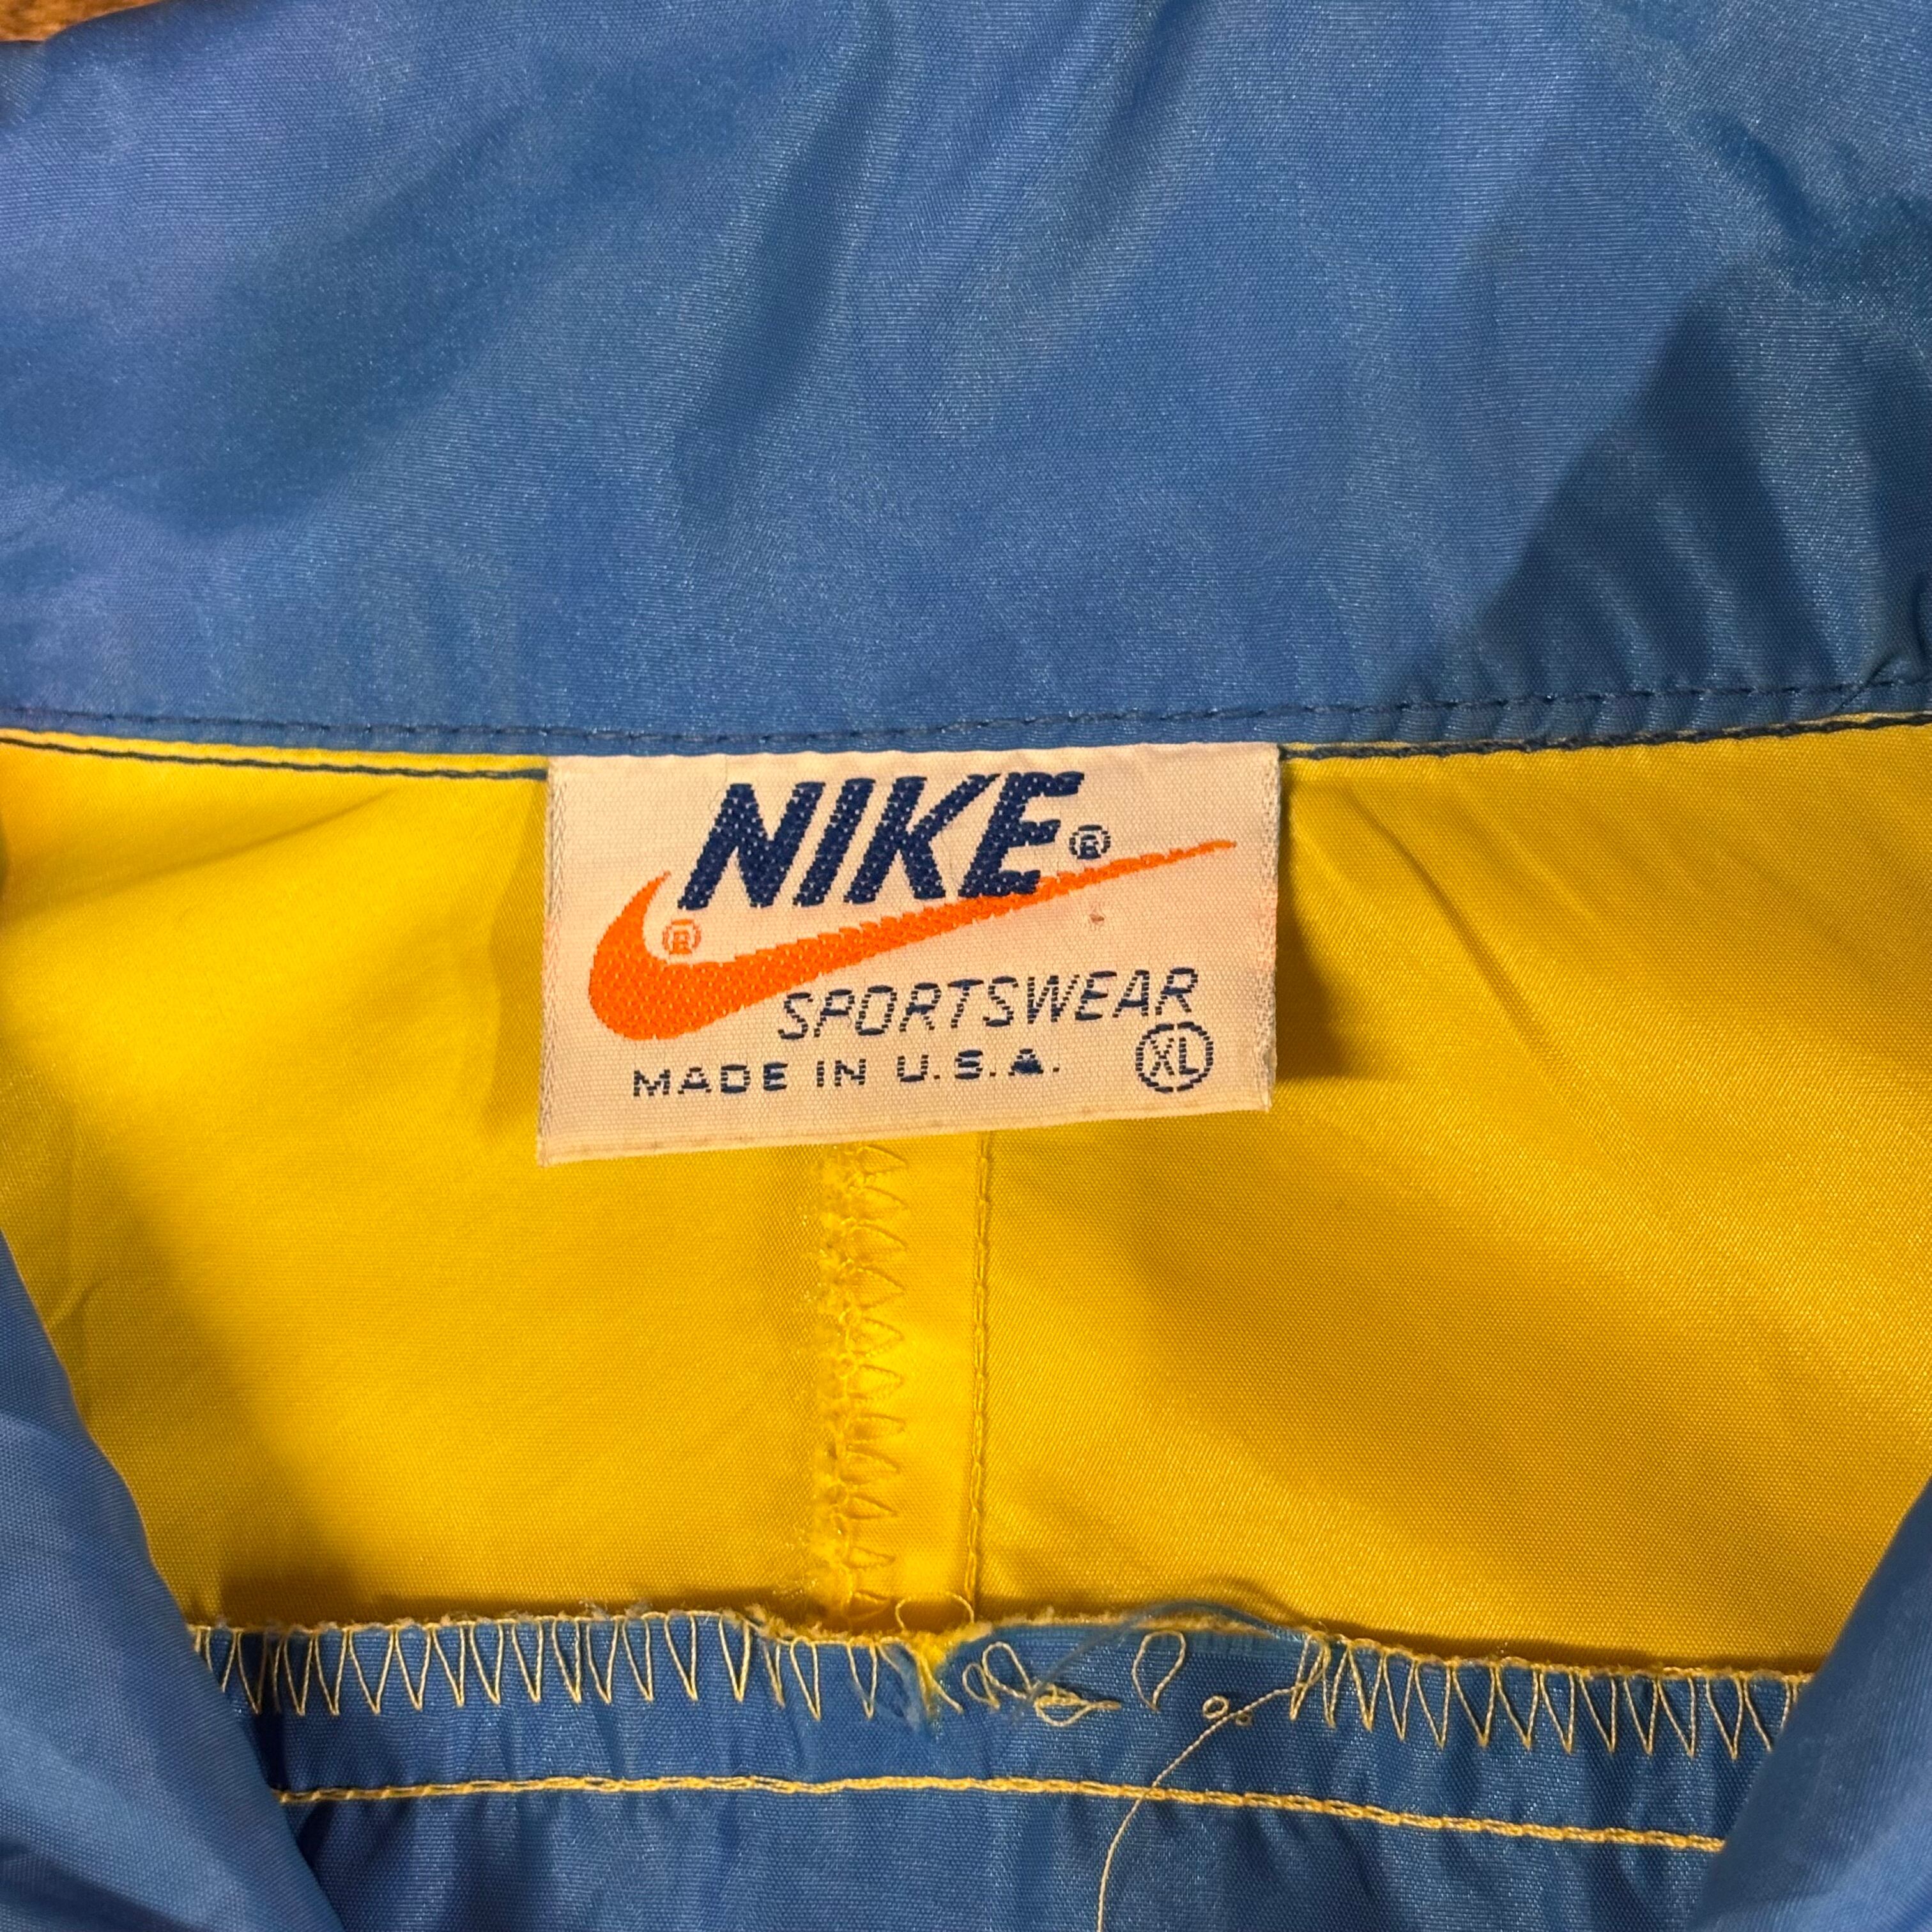 NIKE®
®
SPORTSWEAR
MADE IN U.S.A. XL